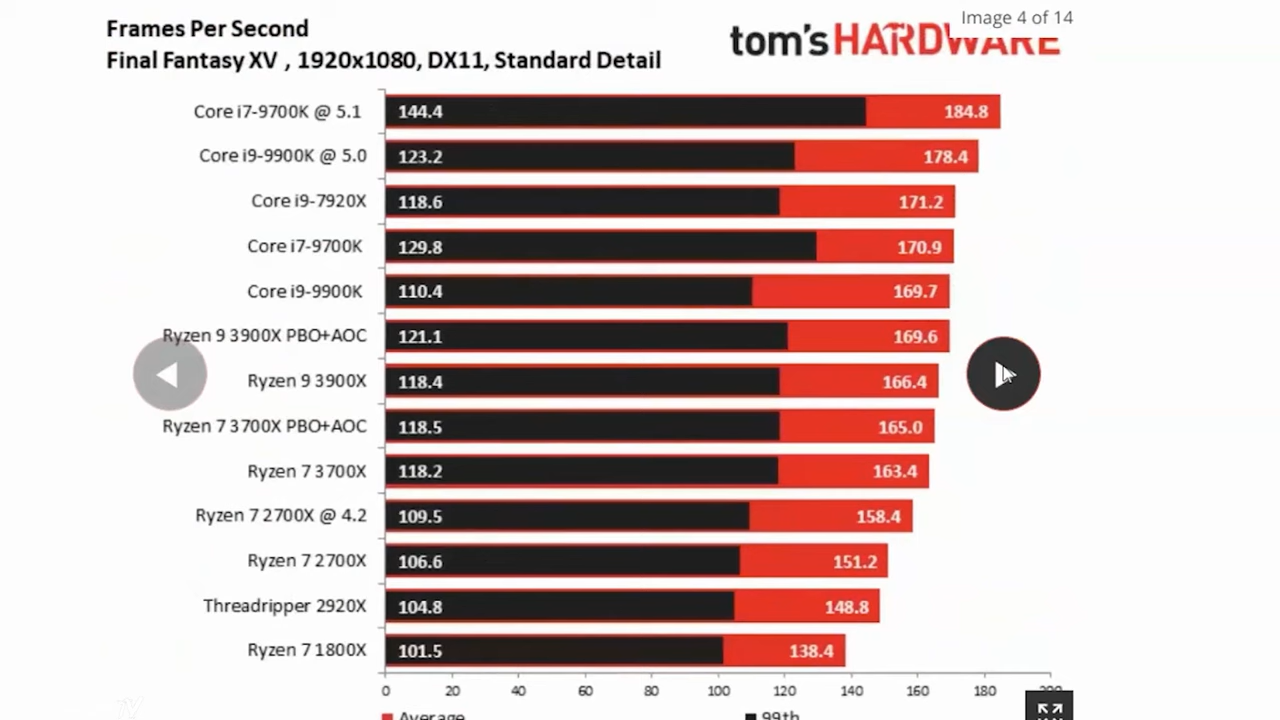 Image 4 of 14
Frames Per Second
tom's HARDWARE
Final Fantasy XV , 1920x1080, DX11, Standard Detail
Core i7-9700K @ 5.1 144.4 184.8
Core i9-9900K @ 5.0 123.2 178.4
Core i9-7920X 118.6 171.2
Core i7-9700K 129.8 170.9
Core i9-9900K 110.4 169.7
Ryzen 9 3900X PBO+AOC 121.1 169.6
Ryzen 9 3900X 118.4 166.4
Ryzen 7 3700X PBO+AOC 118.5 165.0
Ryzen 7 3700X 118.2 163.4
Ryzen 7 2700X @ 4.2 109.5 158.4
Ryzen 7 2700X 106.6 151.2
Threadripper 2920X 104.8 148.8
Ryzen 7 1800X 101.5 138.4
0 20 40 60 80 100 120 140 160 180 200
Average 99th